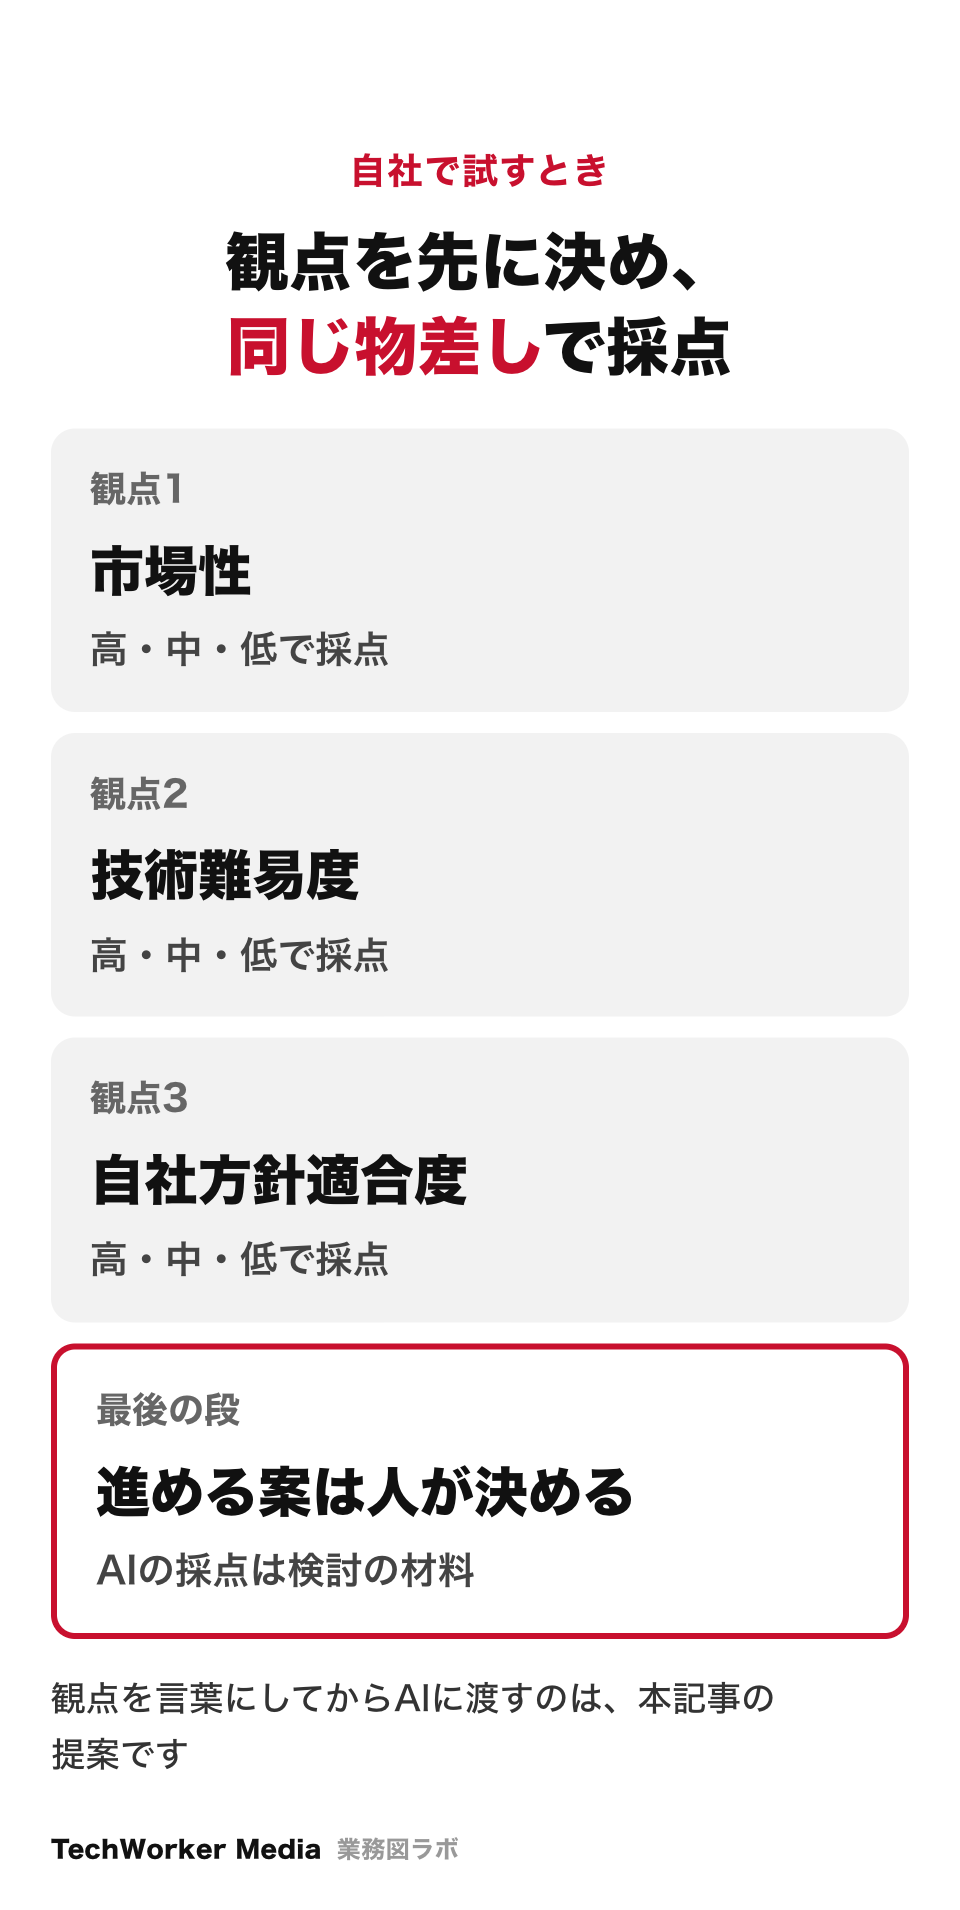 自社で試すとき
観点を先に決め、
同じ物差しで採点
観点1
市場性
高・中・低で採点
観点2
技術難易度
高・中・低で採点
観点3
自社方針適合度
高・中・低で採点
最後の段
進める案は人が決める
AIの採点は検討の材料
観点を言葉にしてからAIに渡すのは、本記事の
提案です
TechWorker Media 業務図ラボ